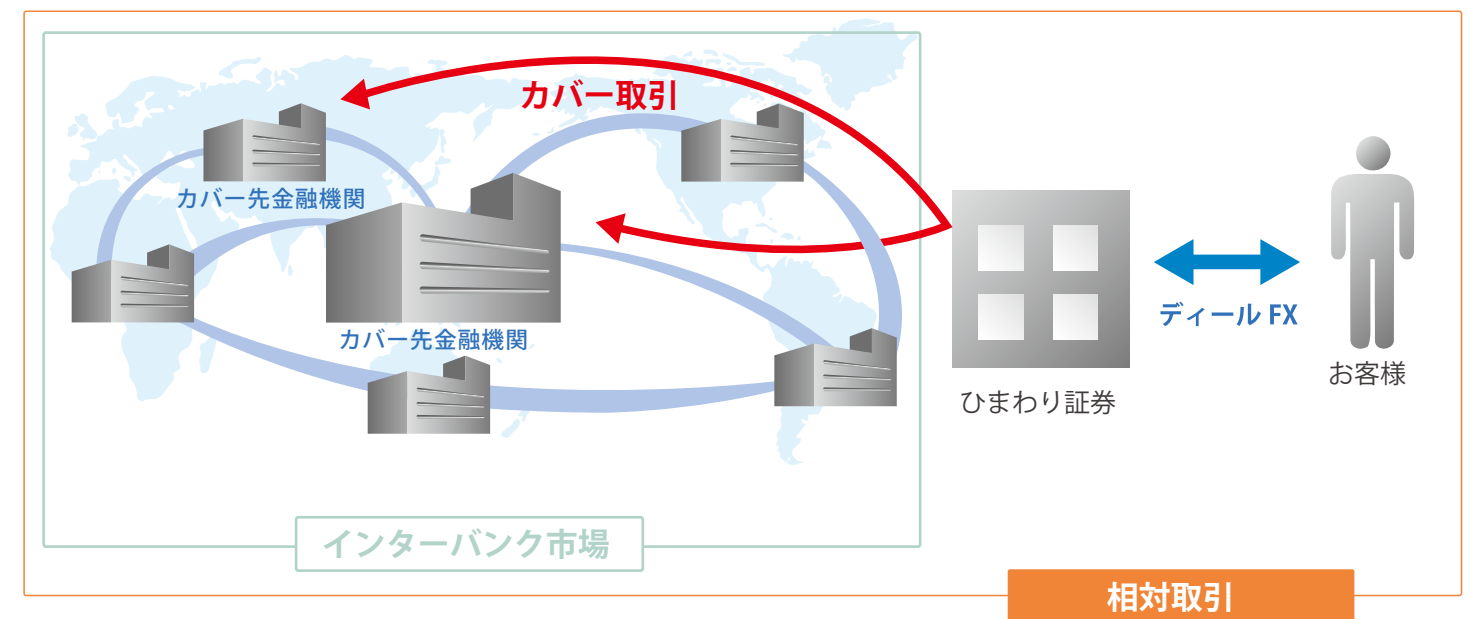 カバー取引
カバー先金融機関
カバー先金融機関
ディール FX
お客様
ひまわり証券
インターバンク市場
相対取引